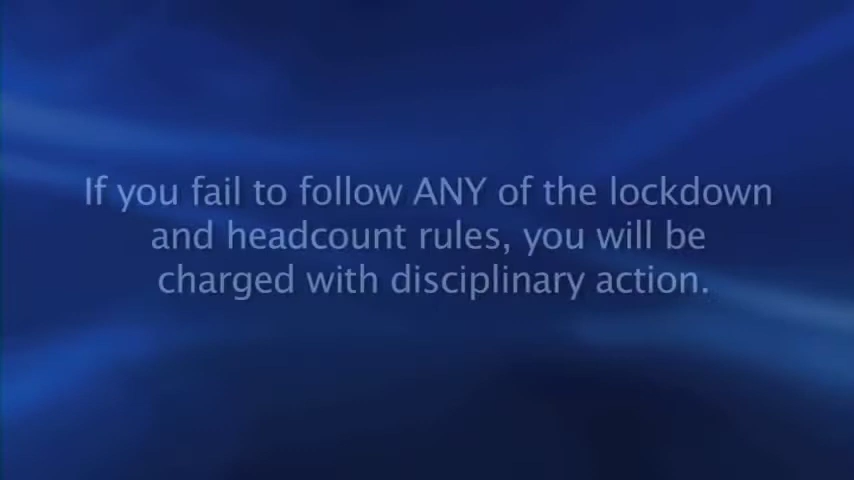 If you fail to follow ANY of the lockdown
and headcount rules, you will be
charged with disciplinary action.